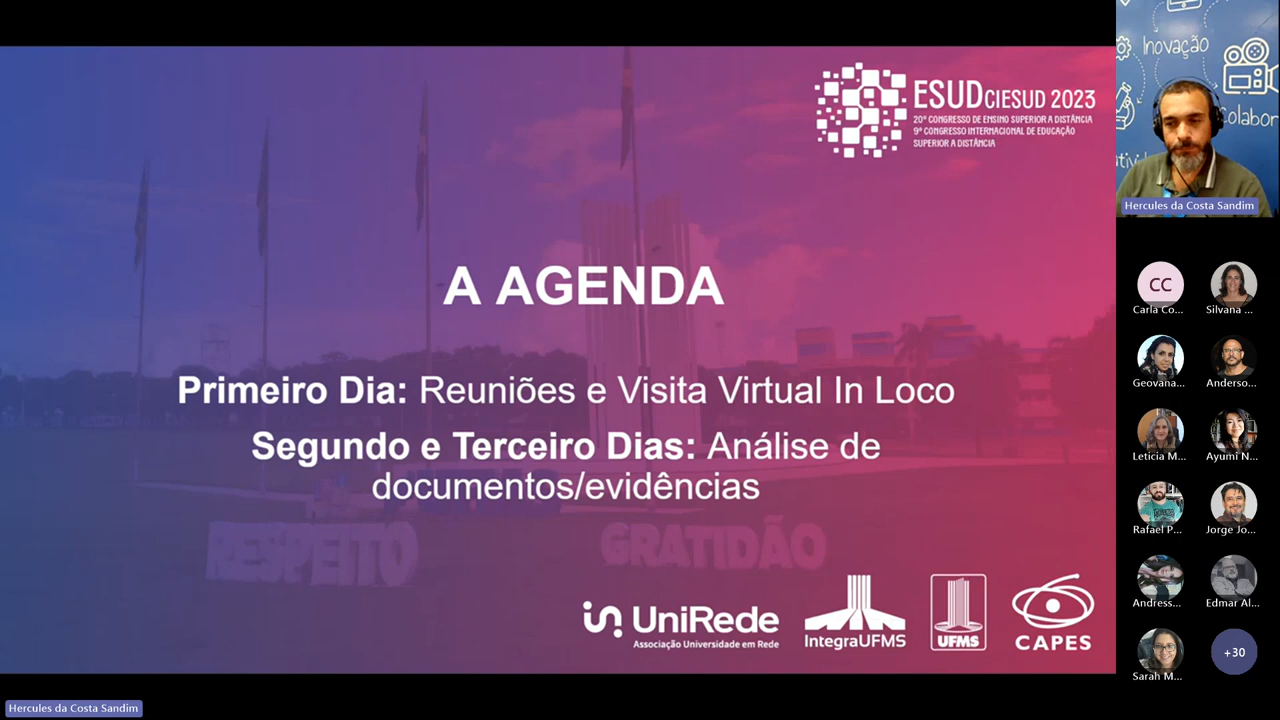 ESUDCIESUD 2023
20º CONGRESSO DE ENSINO SUPERIOR A DISTÂNCIA
9º CONGRESSO INTERNACIONAL DE EDUCAÇÃO
SUPERIOR A DISTÂNCIA
A AGENDA
Primeiro Dia: Reuniões e Visita Virtual In Loco
Segundo e Terceiro Dias: Análise de
documentos/evidências
RESPEITO
GRATIDÃO
UniRede
Associação Universidade em Rede
IntegraUFMS
UFMS
CAPES
Hercules da Costa Sandim
Inovação
Colabor
Hercules da Costa Sandim
CC
Carla Co...
Silvana ...
Geovana...
Anderso...
Leticia M...
Ayumi N...
Rafael P...
Jorge Jo...
Andress...
Edmar Al...
Sarah M...
+30